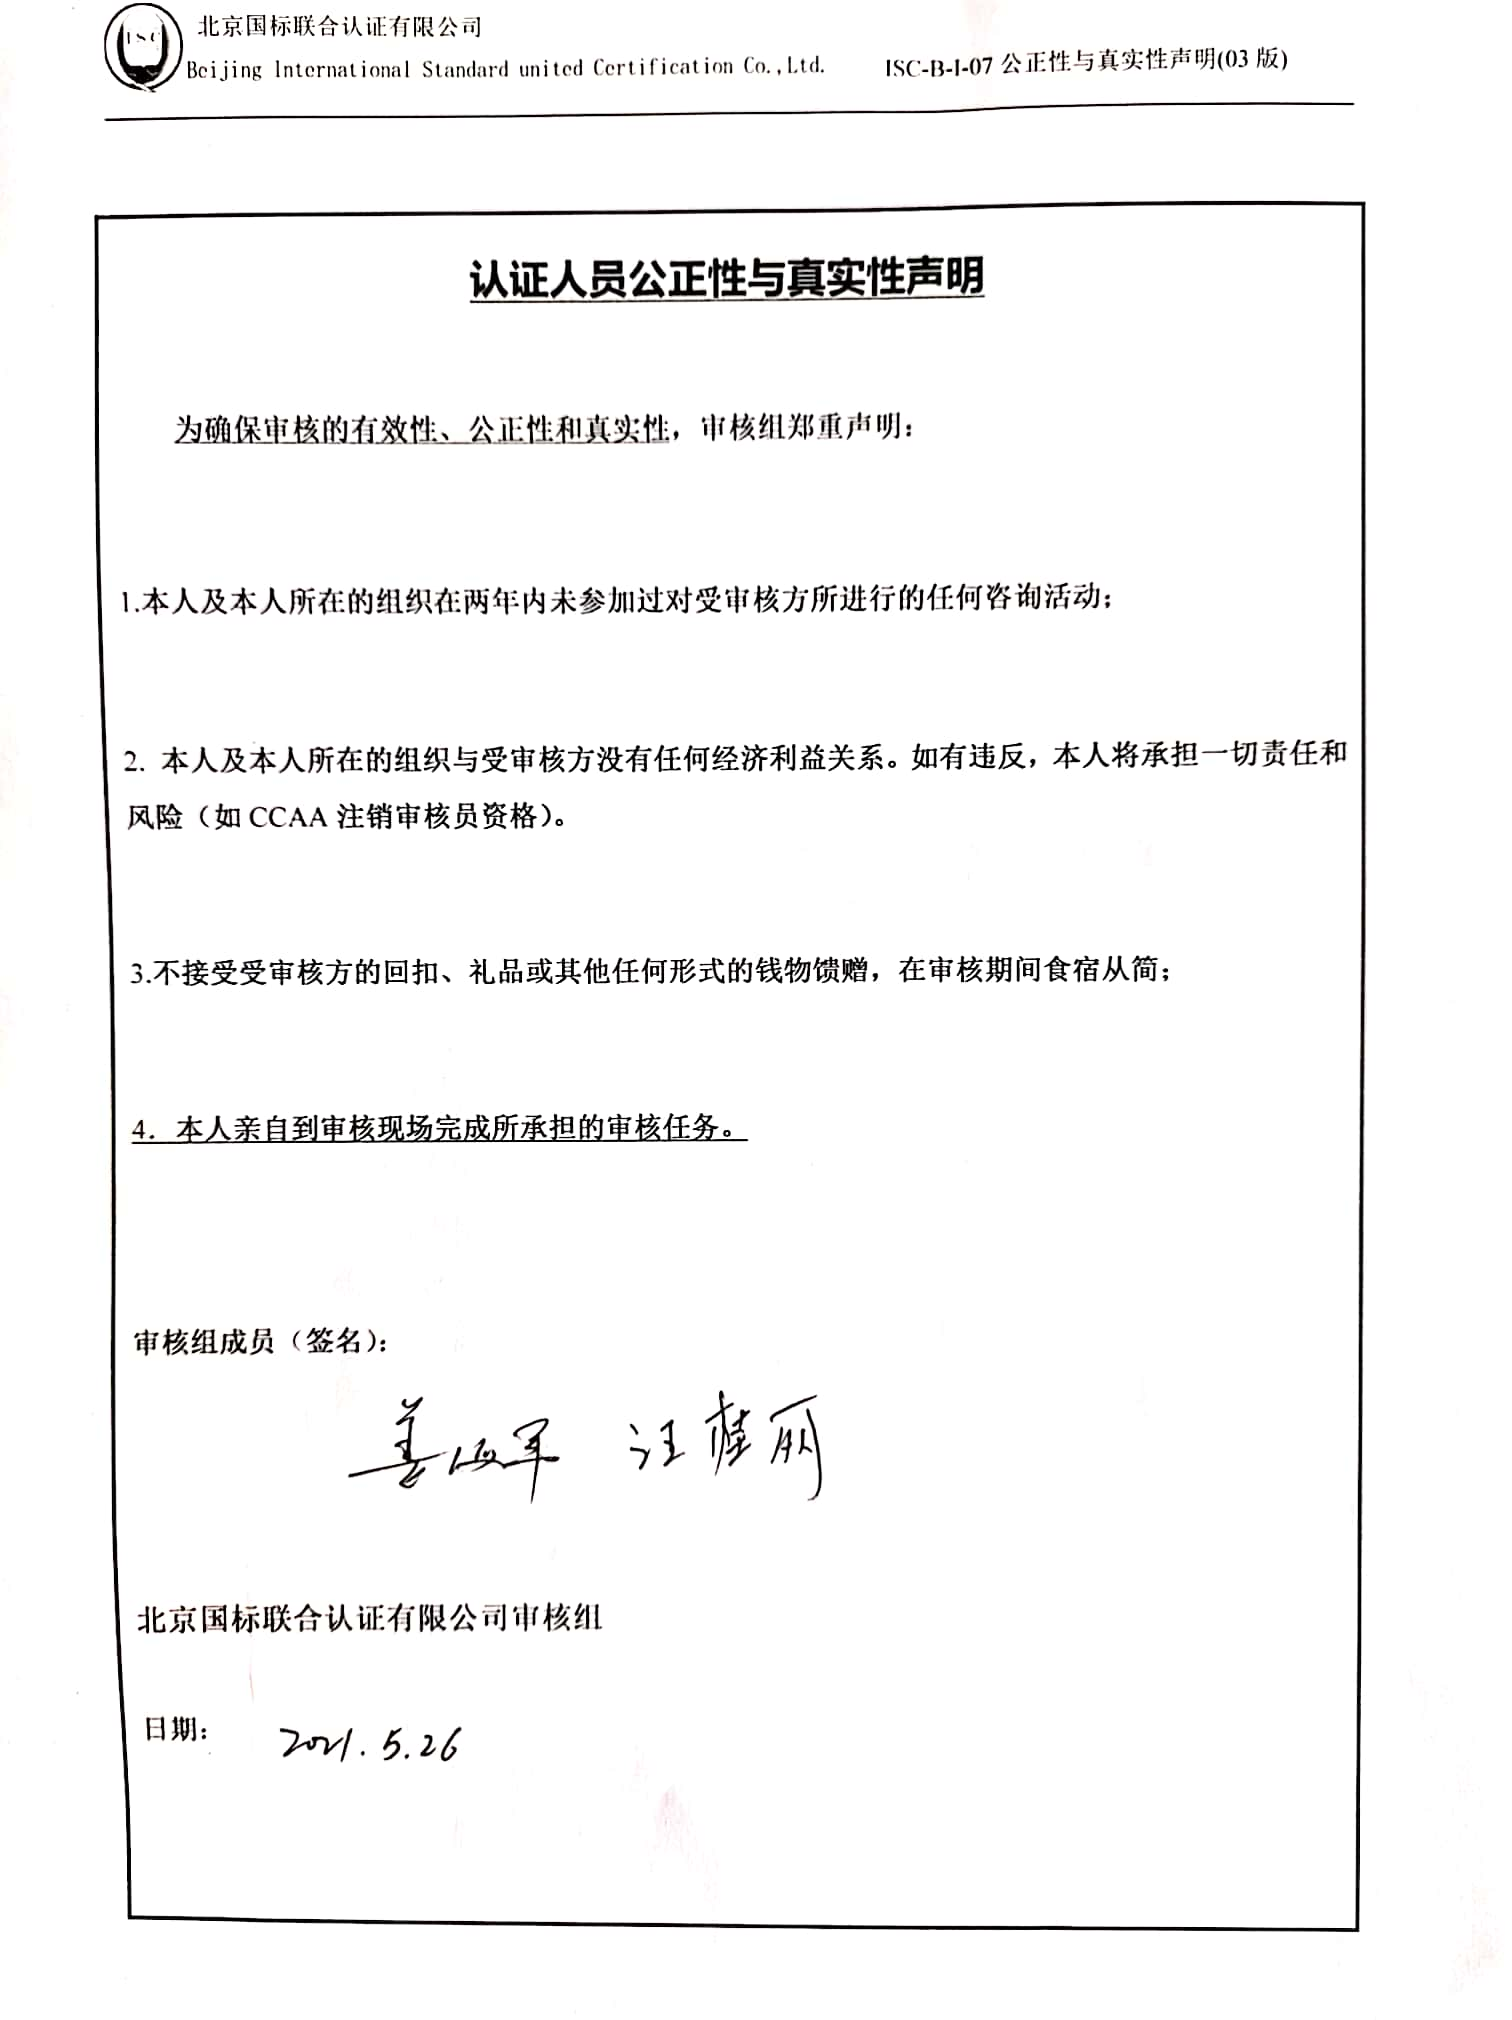 ISC
北京国标联合认证有限公司
Beijing International Standard united Certification Co.,Ltd. ISC-B-I-07 公正性与真实性声明(03 版)
认证人员公正性与真实性声明
为确保审核的有效性、公正性和真实性，审核组郑重声明：
1.本人及本人所在的组织在两年内未参加过对受审核方所进行的任何咨询活动；
2. 本人及本人所在的组织与受审核方没有任何经济利益关系。如有违反，本人将承担一切责任和
风险（如 CCAA 注销审核员资格）。
3.不接受受审核方的回扣、礼品或其他任何形式的钱物馈赠，在审核期间食宿从简；
4. 本人亲自到审核现场完成所承担的审核任务。
审核组成员（签名）：
汪桂丽
北京国标联合认证有限公司审核组
日期： 2021.5.26